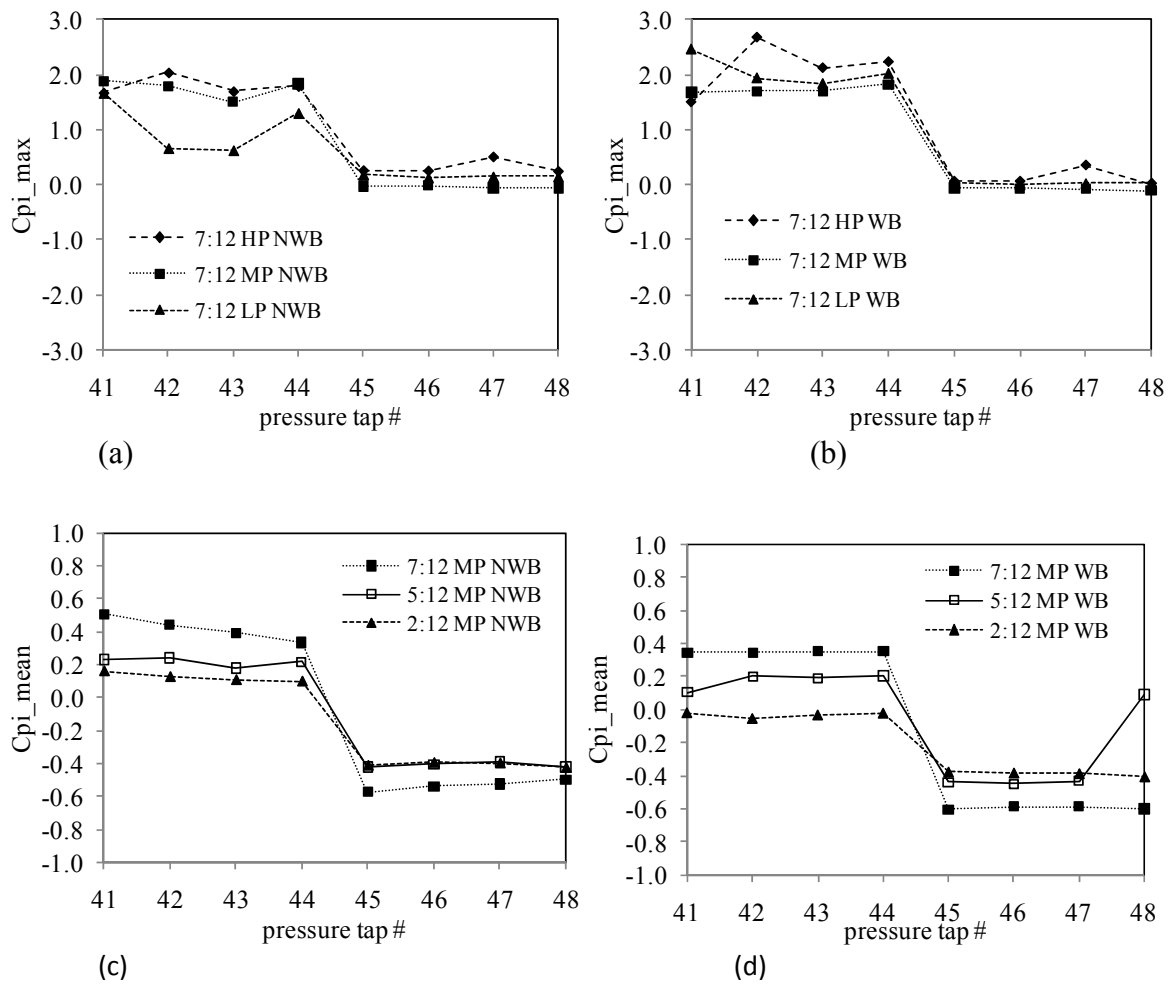 3.0
2.0
1.0
0.0
-1.0
-2.0
-3.0
Cpi_max
7:12 HP NWB
7:12 MP NWB
7:12 LP NWB
41 42 43 44 45 46 47 48
pressure tap #
(a)
3.0
2.0
1.0
0.0
-1.0
-2.0
-3.0
Cpi_max
7:12 HP WB
7:12 MP WB
7:12 LP WB
41 42 43 44 45 46 47 48
pressure tap #
(b)
1.0
0.8
0.6
0.4
0.2
0.0
-0.2
-0.4
-0.6
-0.8
-1.0
Cpi_mean
7:12 MP NWB
5:12 MP NWB
2:12 MP NWB
41 42 43 44 45 46 47 48
pressure tap #
(c)
1.0
0.8
0.6
0.4
0.2
0.0
-0.2
-0.4
-0.6
-0.8
-1.0
Cpi_mean
7:12 MP WB
5:12 MP WB
2:12 MP WB
41 42 43 44 45 46 47 48
pressure tap #
(d)